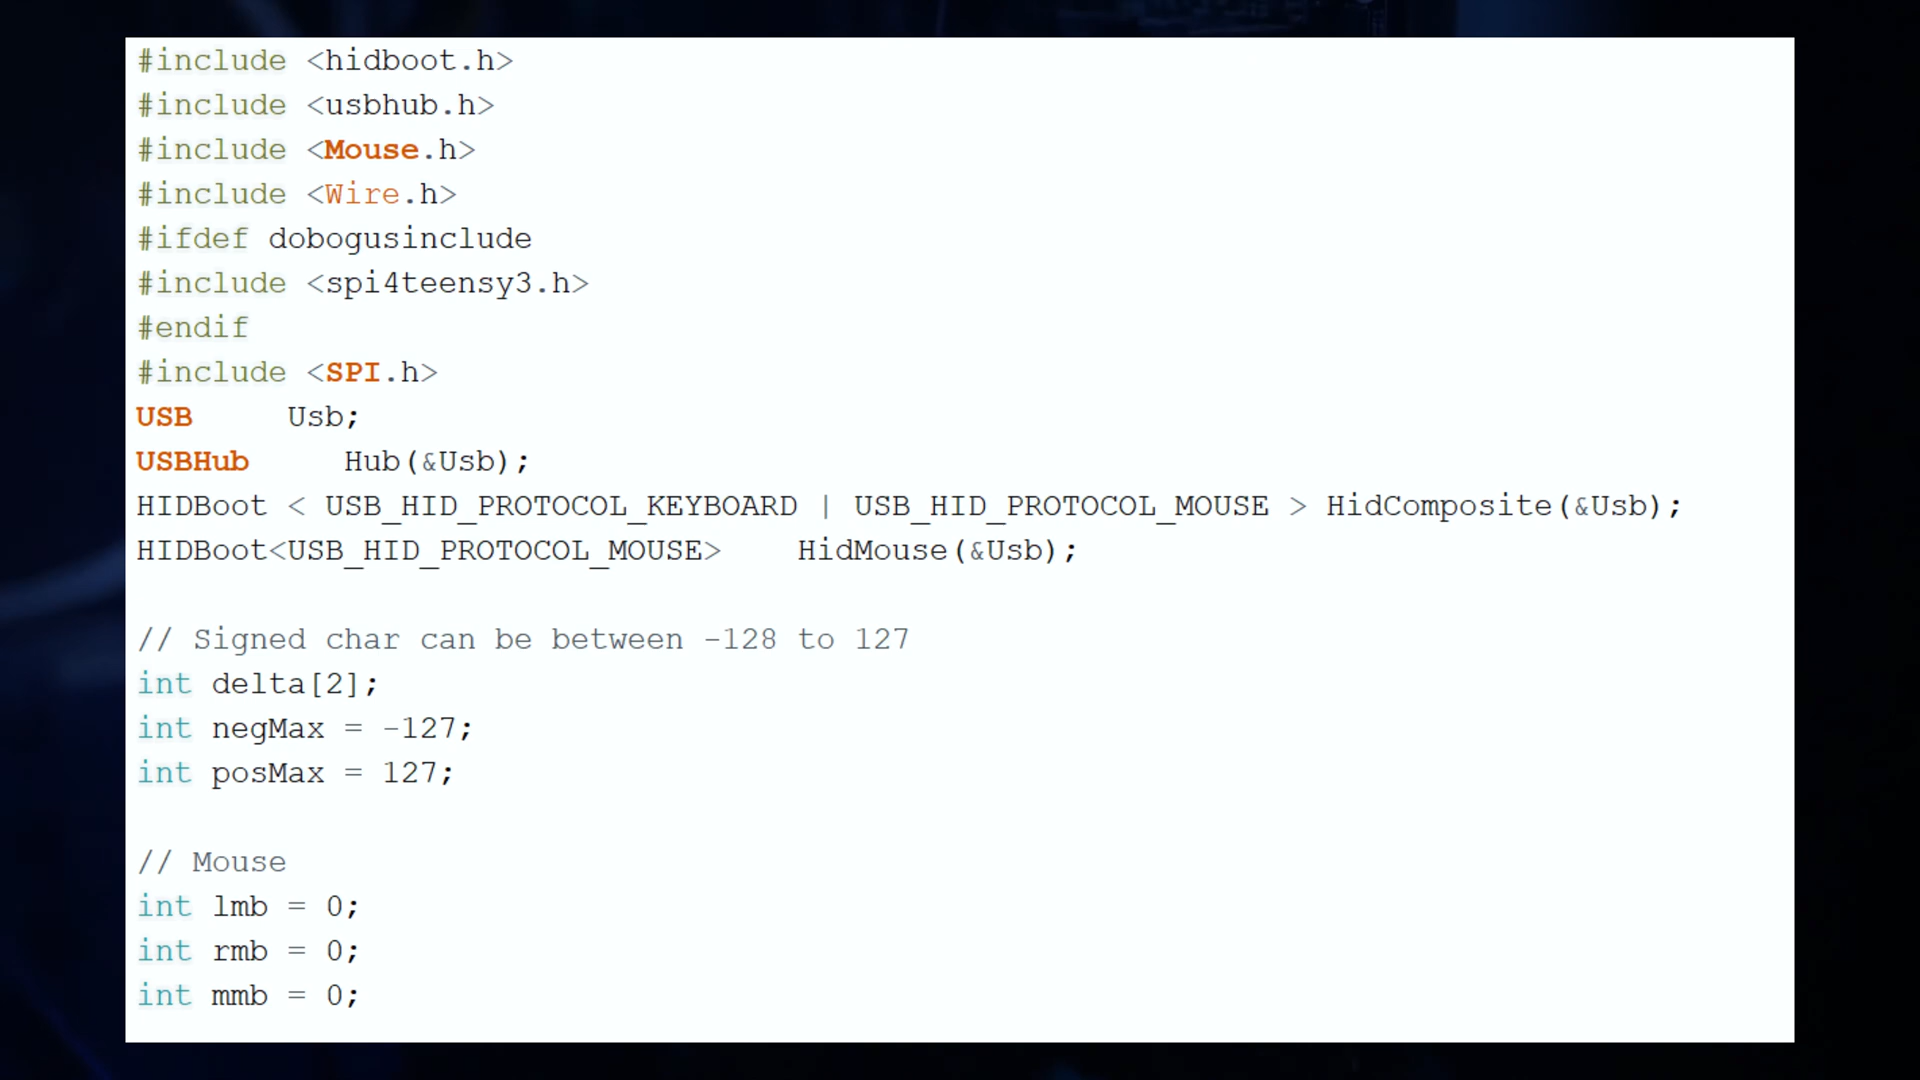 #include <hidboot.h>
#include <usbhub.h>
#include <Mouse.h>
#include <Wire.h>
#ifdef dobogusinclude
#include <spi4teensy3.h>
#endif
#include <SPI.h>
USB     Usb;
USBHub     Hub(&Usb);
HIDBoot < USB_HID_PROTOCOL_KEYBOARD | USB_HID_PROTOCOL_MOUSE > HidComposite(&Usb);
HIDBoot<USB_HID_PROTOCOL_MOUSE>    HidMouse(&Usb);

// Signed char can be between -128 to 127
int delta[2];
int negMax = -127;
int posMax = 127;

// Mouse
int lmb = 0;
int rmb = 0;
int mmb = 0;